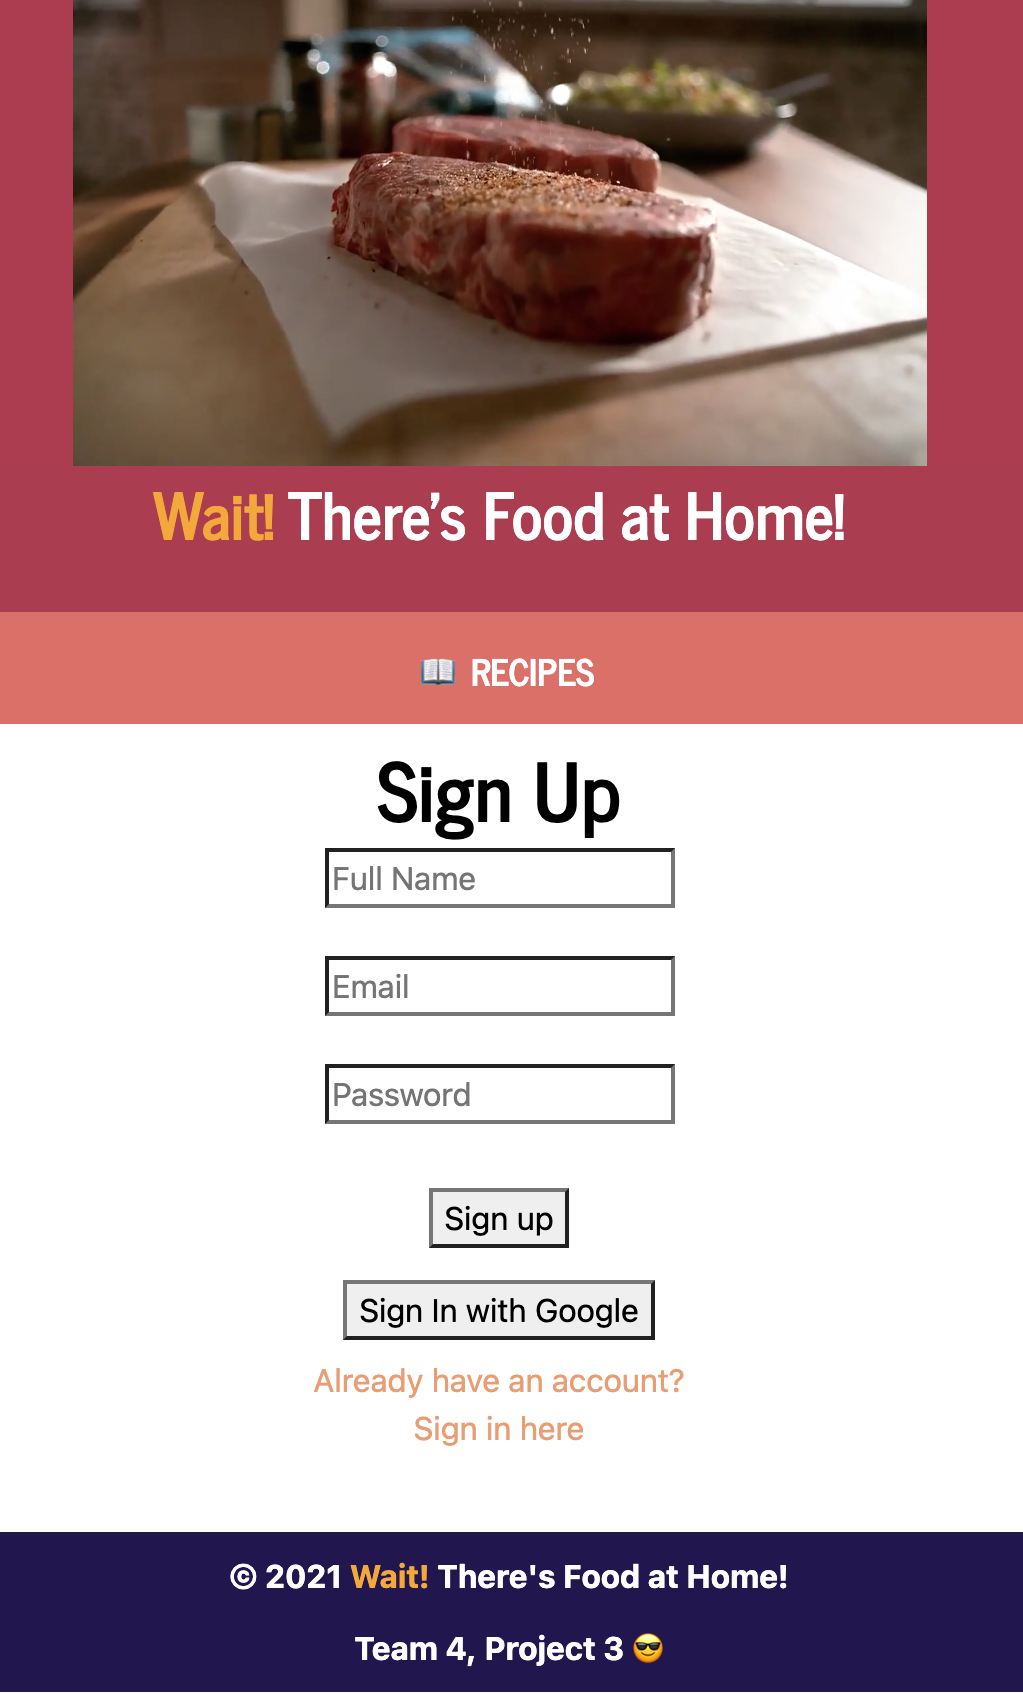 Wait! There’s Food at Home!
📖 RECIPES
Sign Up
Full Name
Email
Password
Sign up
Sign In with Google
Already have an account?
Sign in here
© 2021 Wait! There's Food at Home!
Team 4, Project 3 😎